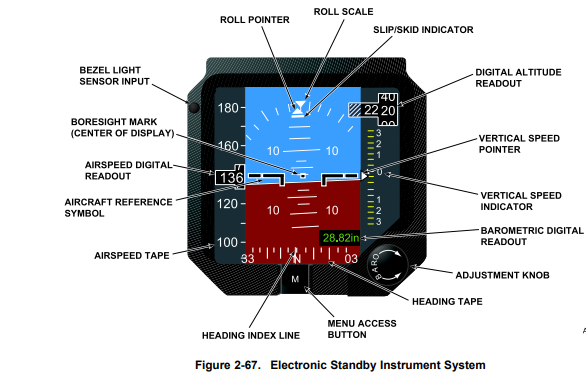 ROLL SCALE
ROLL POINTER
SLIP/SKID INDICATOR
BEZEL LIGHT
SENSOR INPUT
DIGITAL ALTITUDE
READOUT
BORESIGHT MARK
(CENTER OF DISPLAY)
VERTICAL SPEED
POINTER
AIRSPEED DIGITAL
READOUT
AIRCRAFT REFERENCE
SYMBOL
VERTICAL SPEED
INDICATOR
BAROMETRIC DIGITAL
READOUT
AIRSPEED TAPE
ADJUSTMENT KNOB
HEADING TAPE
MENU ACCESS
BUTTON
HEADING INDEX LINE
180
160
136
120
100
10 10
10 10
22
40
20
00
3
2
1
0
1
2
3
28.82in
33 N 03
M
BARO
Figure 2-67. Electronic Standby Instrument System